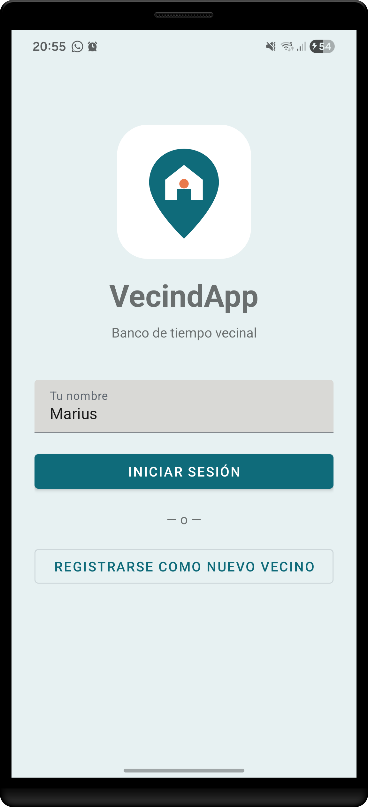 20:55
54
VecindApp
Banco de tiempo vecinal
Tu nombre
Marius
INICIAR SESIÓN
— o —
REGISTRARSE COMO NUEVO VECINO